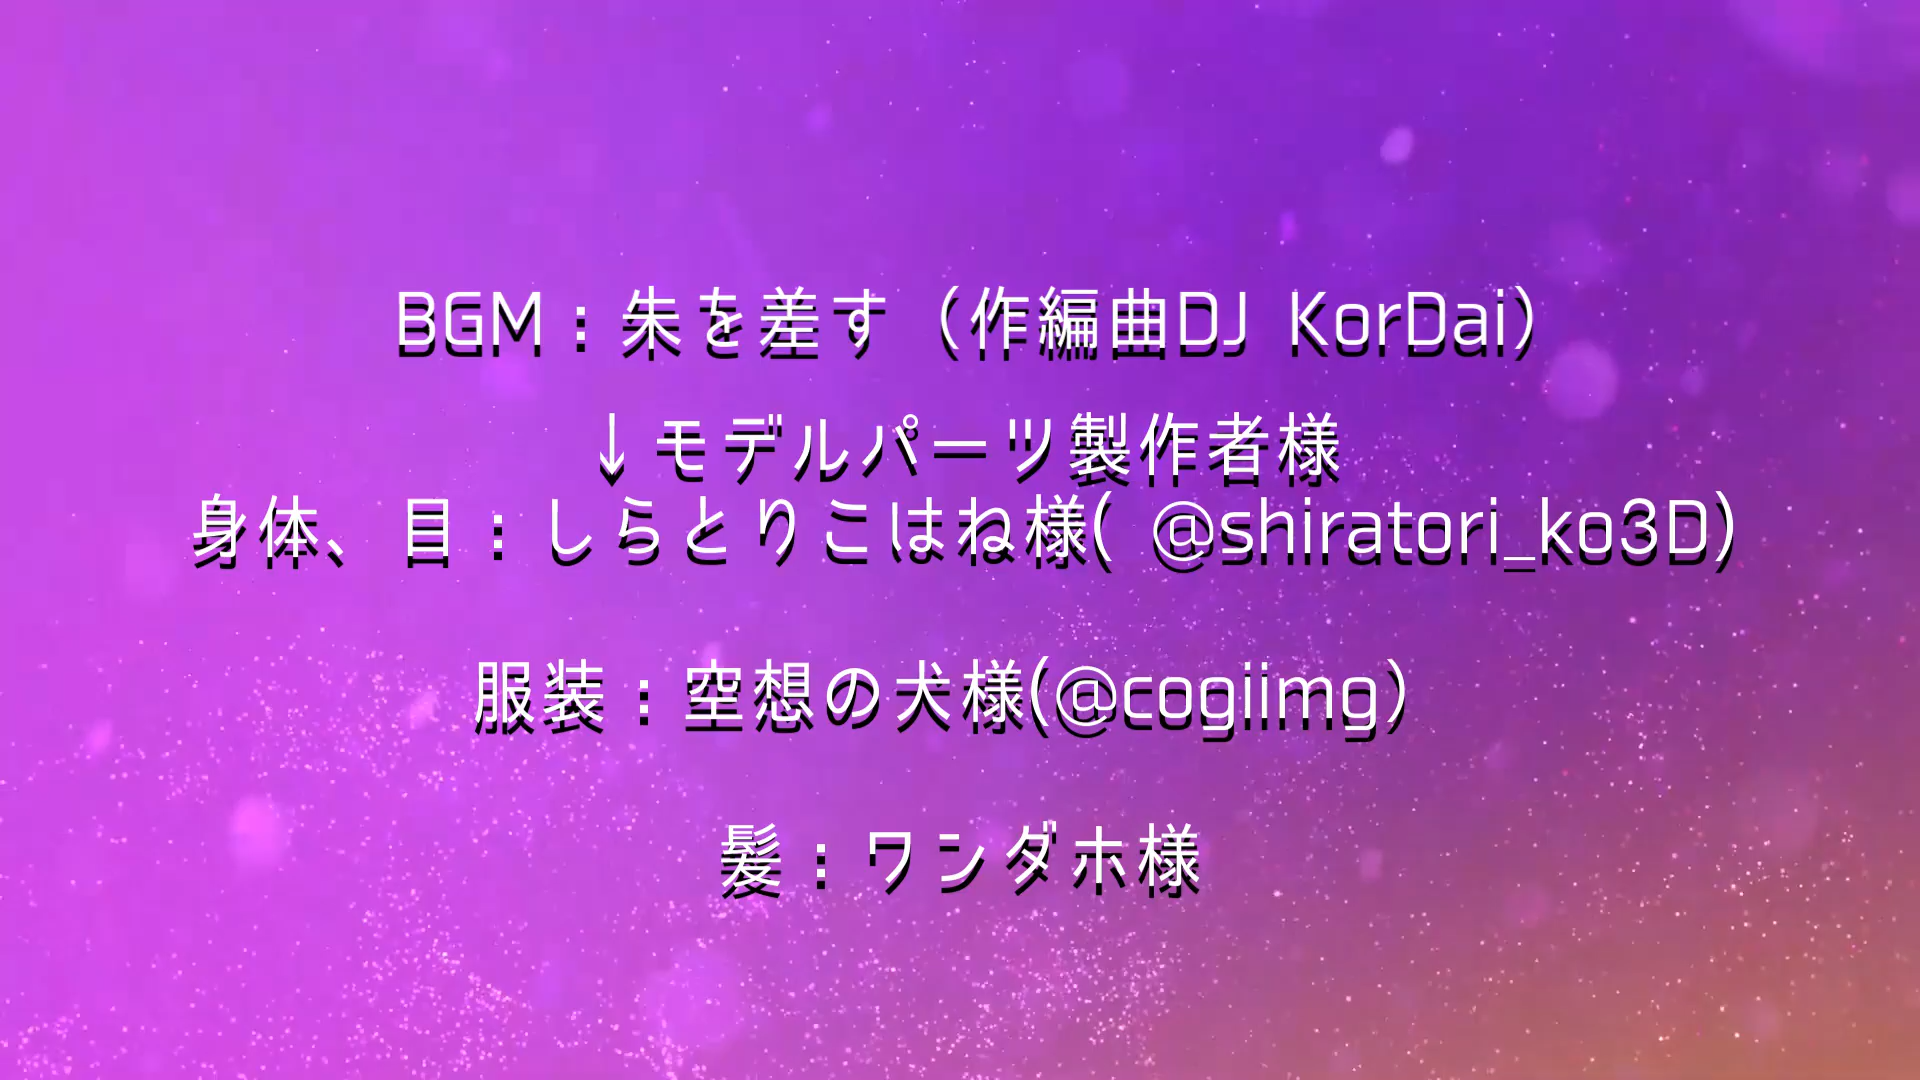 BGM：朱を差す（作編曲DJ KorDai）
↓モデルパーツ製作者様
身体、目：しらとりこはね様( @shiratori_ko3D)
服装：空想の犬様(@cogiimg）
髪：ワンダホ様